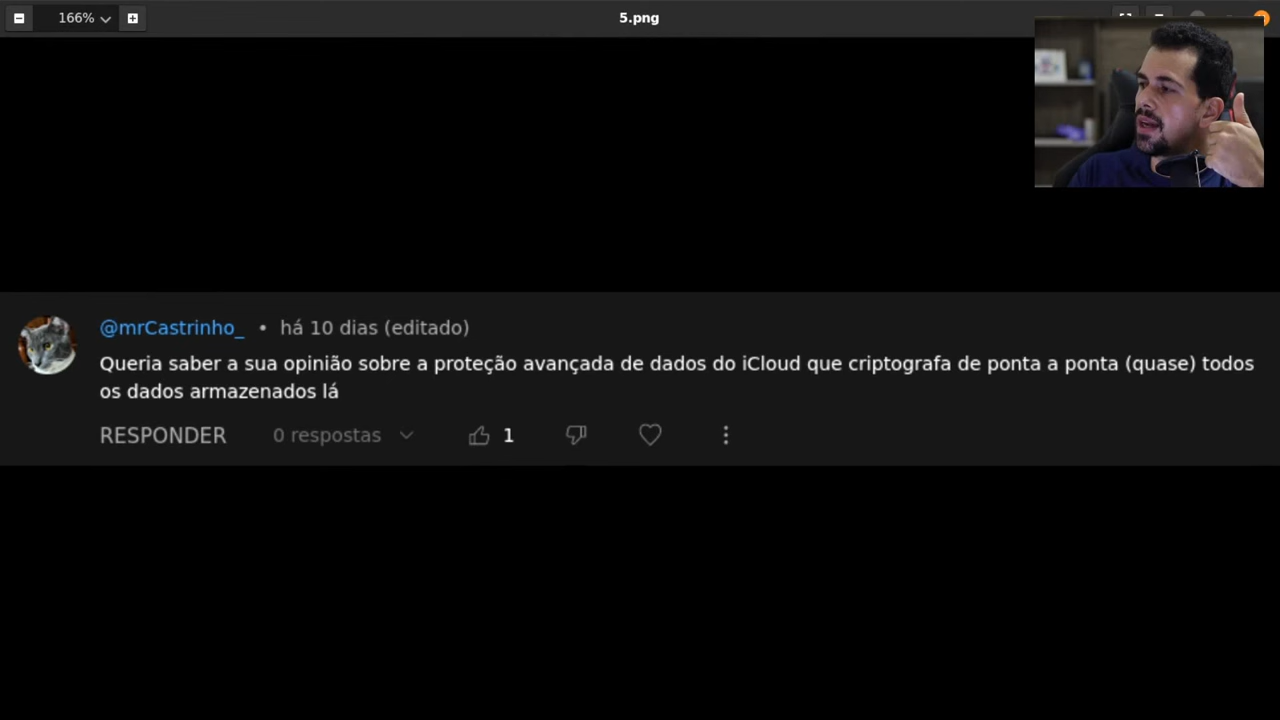 166%
5.png
@mrCastrinho_ • há 10 dias (editado)
Queria saber a sua opinião sobre a proteção avançada de dados do iCloud que criptografa de ponta a ponta (quase) todos
os dados armazenados lá
RESPONDER 0 respostas 1